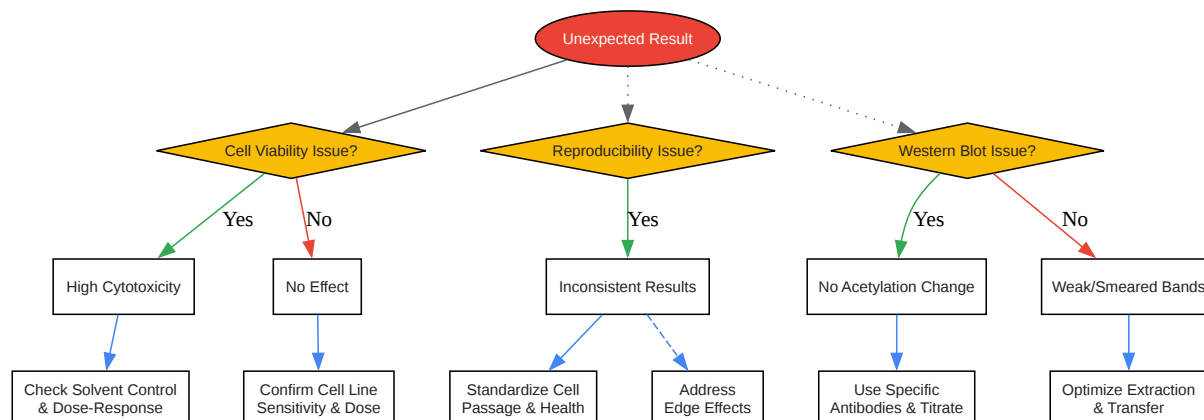 Unexpected Result
Cell Viability Issue?
Reproducibility Issue?
Western Blot Issue?
Yes
No
Yes
Yes
No
High Cytotoxicity
No Effect
Inconsistent Results
No Acetylation Change
Weak/Smeared Bands
Check Solvent Control
& Dose-Response
Confirm Cell Line
Sensitivity & Dose
Standardize Cell
Passage & Health
Address
Edge Effects
Use Specific
Antibodies & Titrate
Optimize Extraction
& Transfer